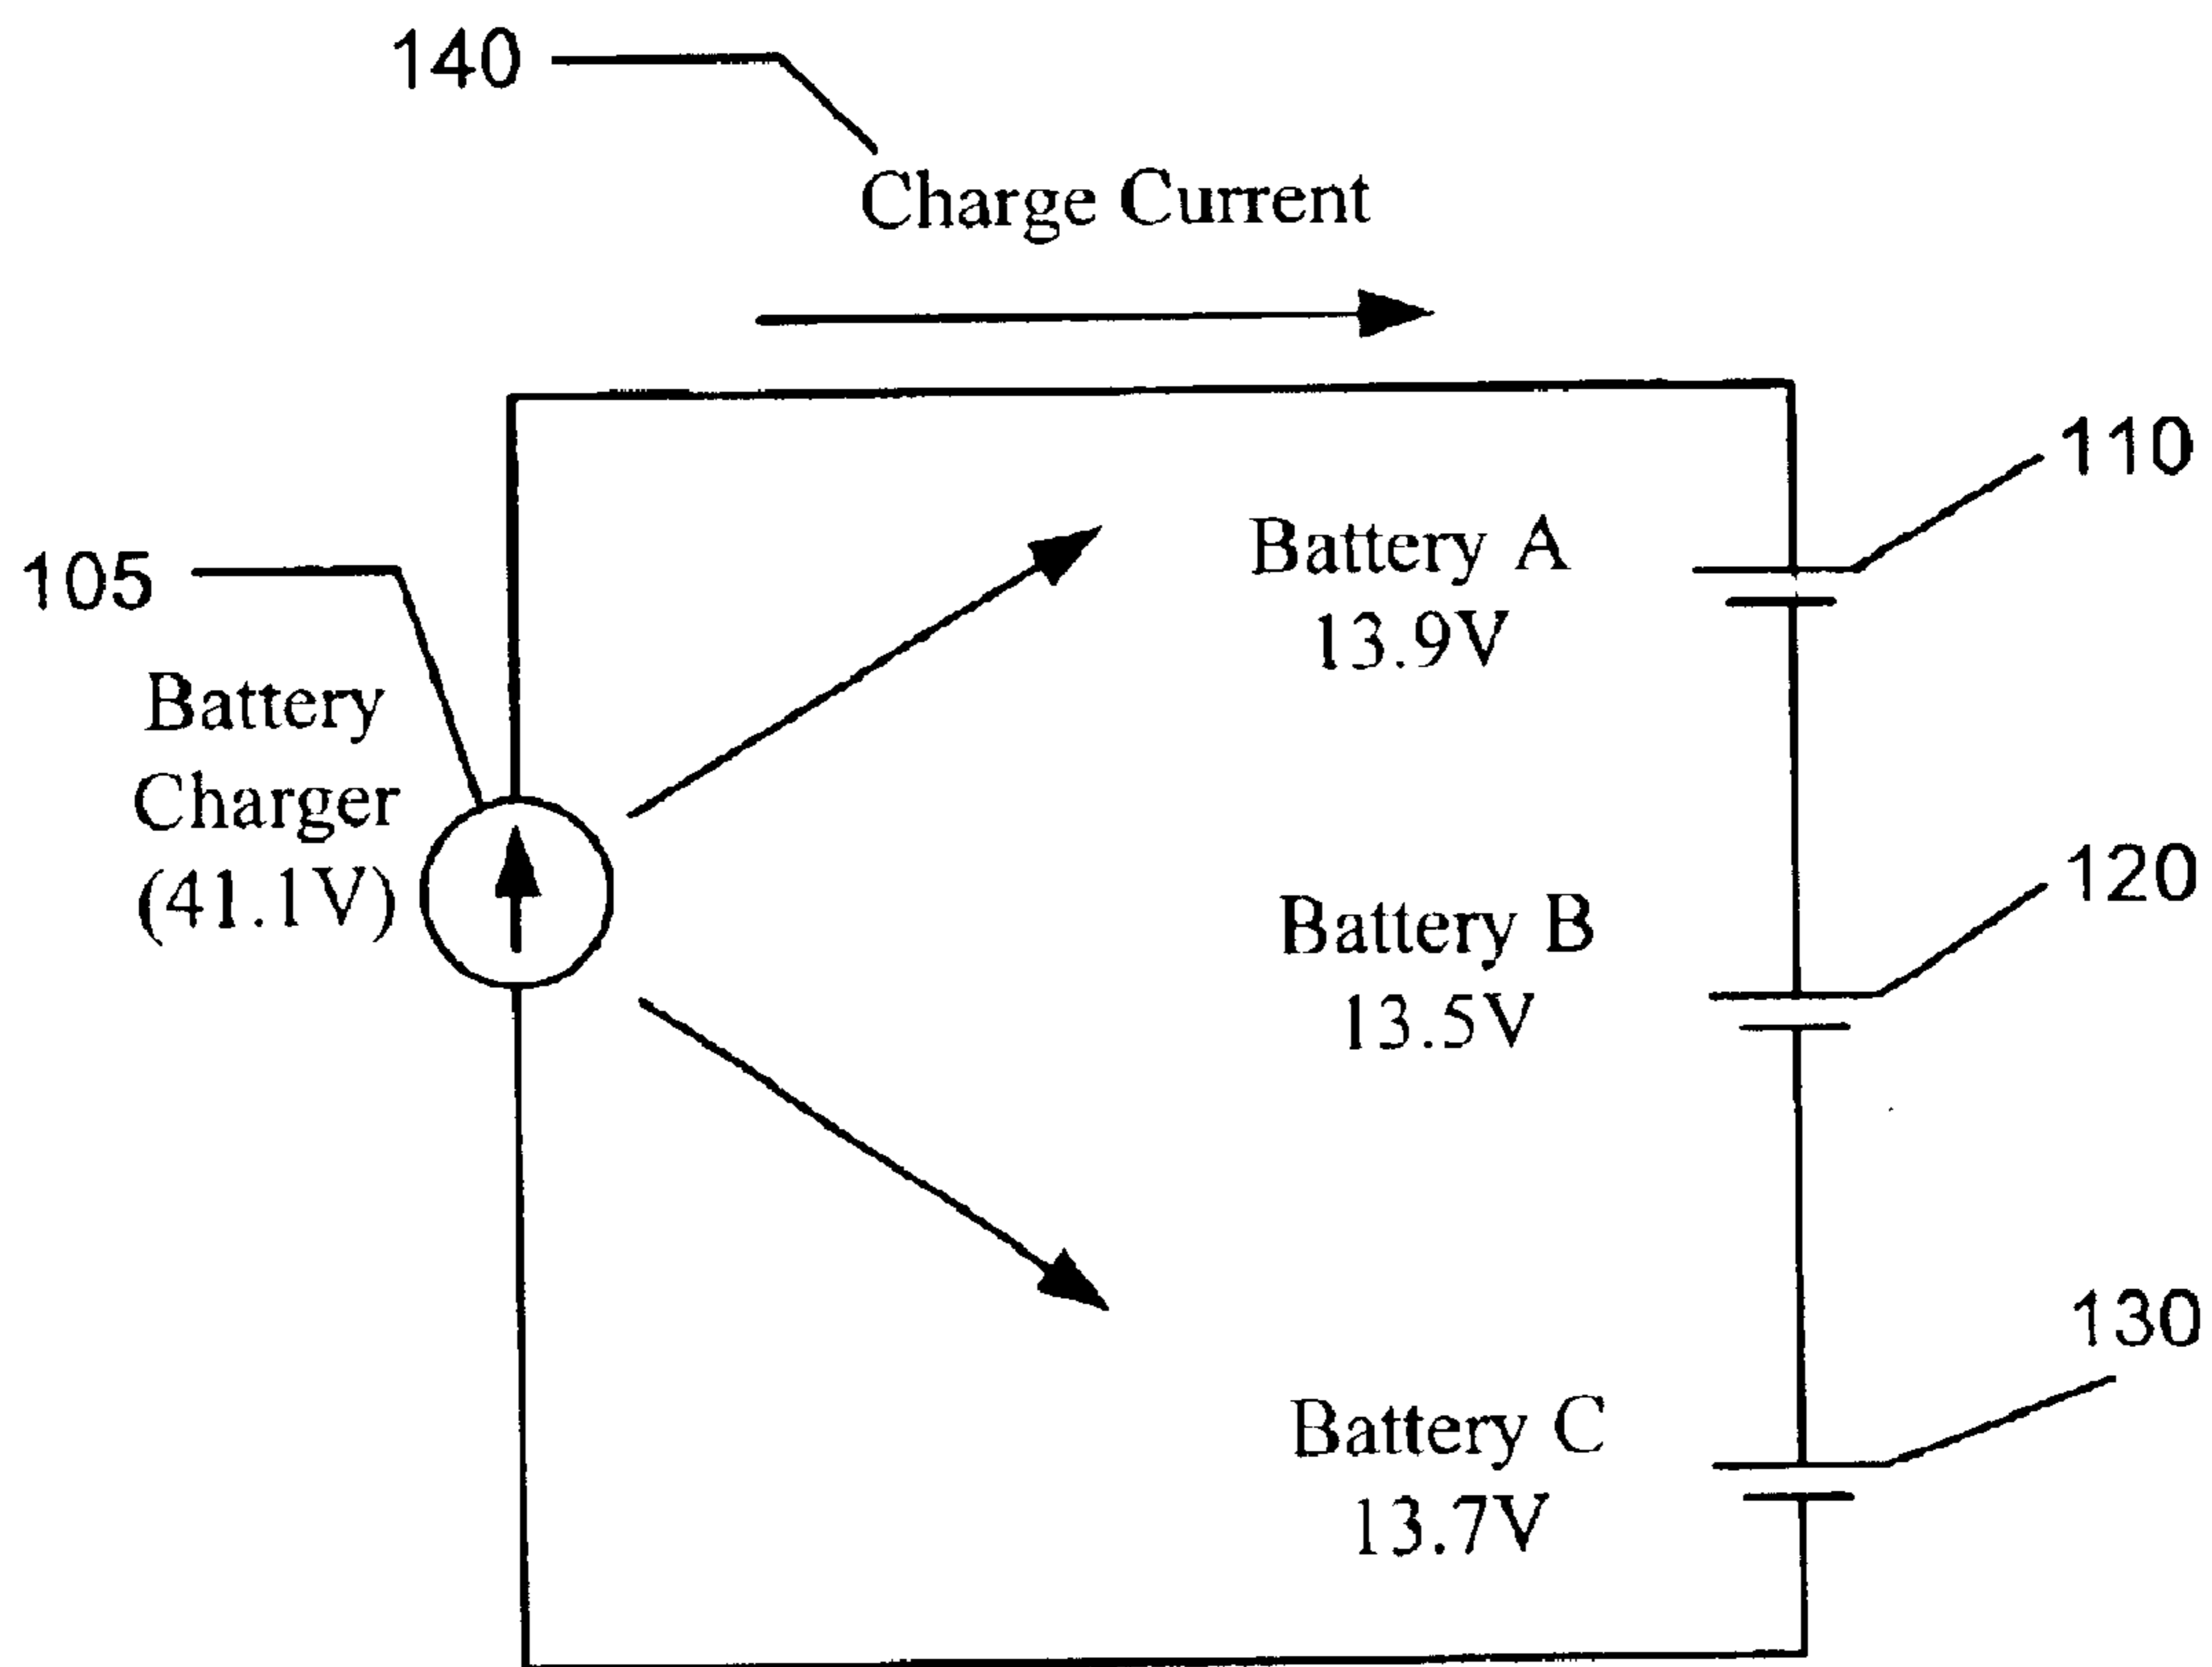 140
Charge Current
110
Battery A
13.9V
105
Battery
Charger
(41.1V)
120
Battery B
13.5V
130
Battery C
13.7V